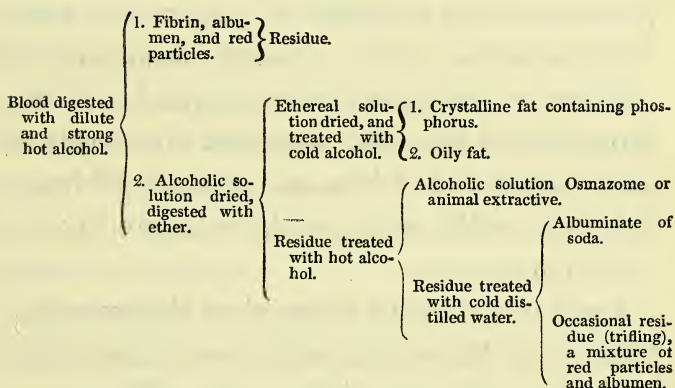 Blood digested
with dilute
and strong
hot alcohol.
1. Fibrin, albu-
men, and red
particles.
Residue.
2. Alcoholic so-
lution dried,
digested with
ether.
Ethereal solu-
tion dried, and
treated with
cold alcohol.
1. Crystalline fat containing phos-
phorus.
2. Oily fat.
Residue treated
with hot alco-
hol.
Alcoholic solution Osmazome or
animal extractive.
Residue treated
with cold dis-
tilled water.
Albuminate of
soda.
Occasional resi-
due (trifling),
a mixture of
red particles
and albumen.